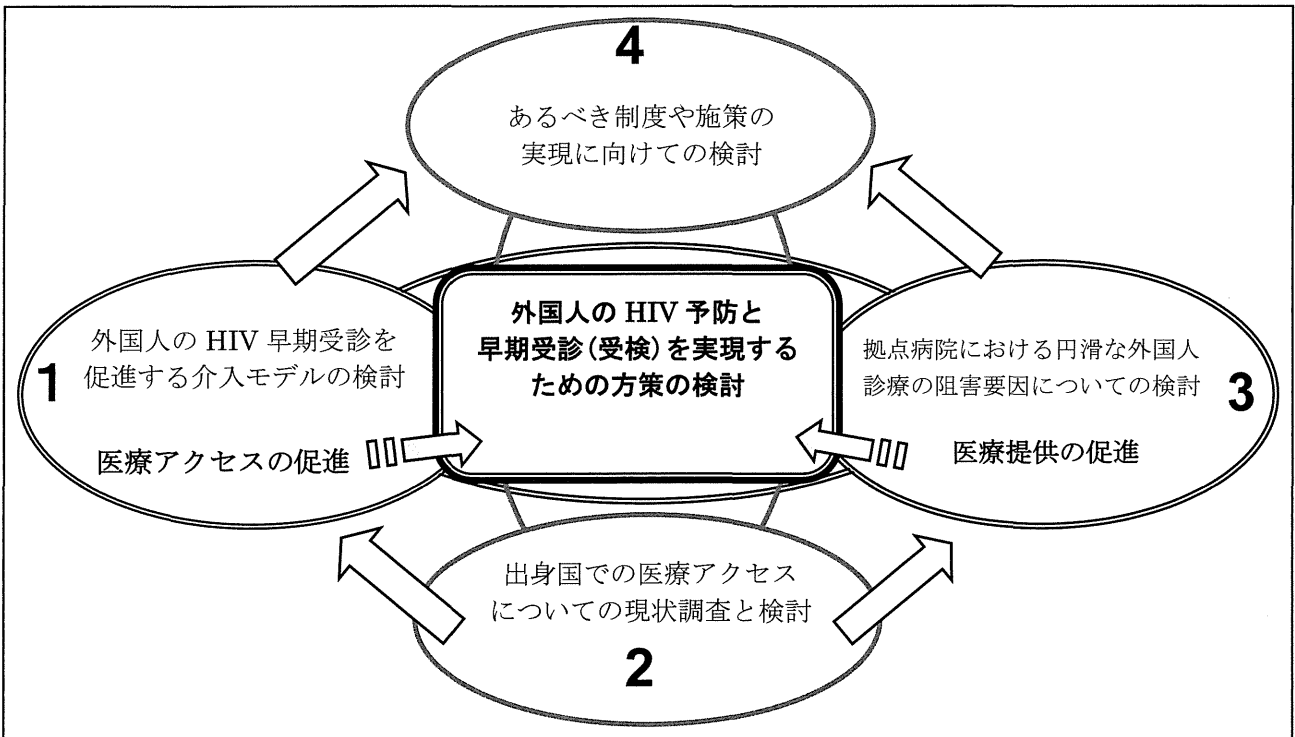 4
あるべき制度や施策の
実現に向けての検討
外国人の HIV 予防と
早期受診(受検)を実現する
ための方策の検討
1
外国人の HIV 早期受診を
促進する介入モデルの検討
医療アクセスの促進
拠点病院における円滑な外国人
診療の阻害要因についての検討
3
医療提供の促進
出身国での医療アクセス
についての現状調査と検討
2